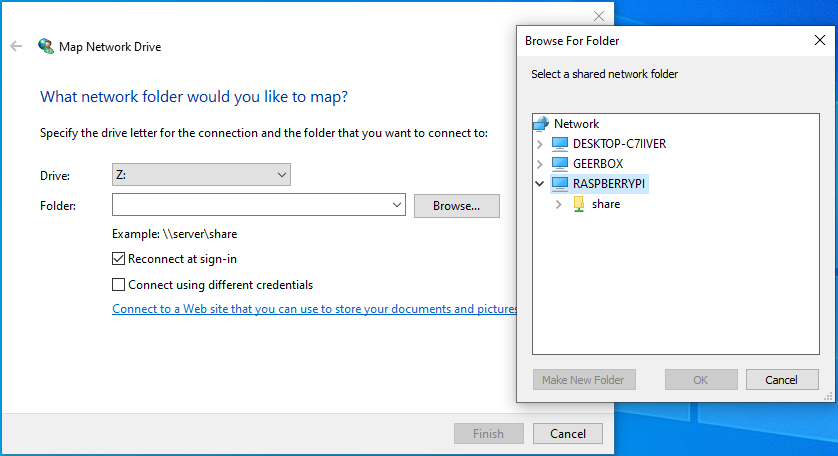 Map Network Drive
What network folder would you like to map?
Specify the drive letter for the connection and the folder that you want to connect to:
Drive: Z:
Folder: Browse...
Example: \\server\share
Reconnect at sign-in
Connect using different credentials
Connect to a Web site that you can use to store your documents and pictures
Finish Cancel
Browse For Folder
Select a shared network folder
Network
DESKTOP-C7IIVER
GEERBOX
RASPBERRYPI
share
Make New Folder OK Cancel